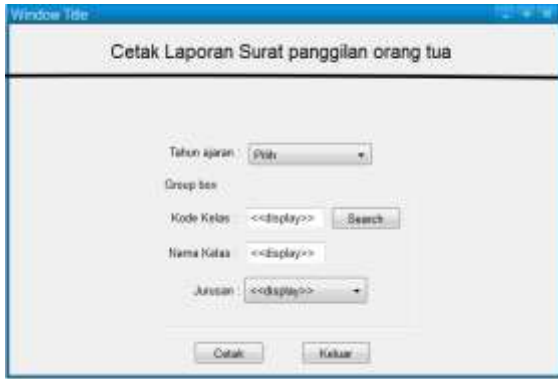 Window Title
Cetak Laporan Surat panggilan orang tua
Tahun ajaran : Pilih
Group box
Kode Kelas <<display>> Search
Nama Kelas : <<display>>
Jurusan : <<display>>
Cetak Keluar